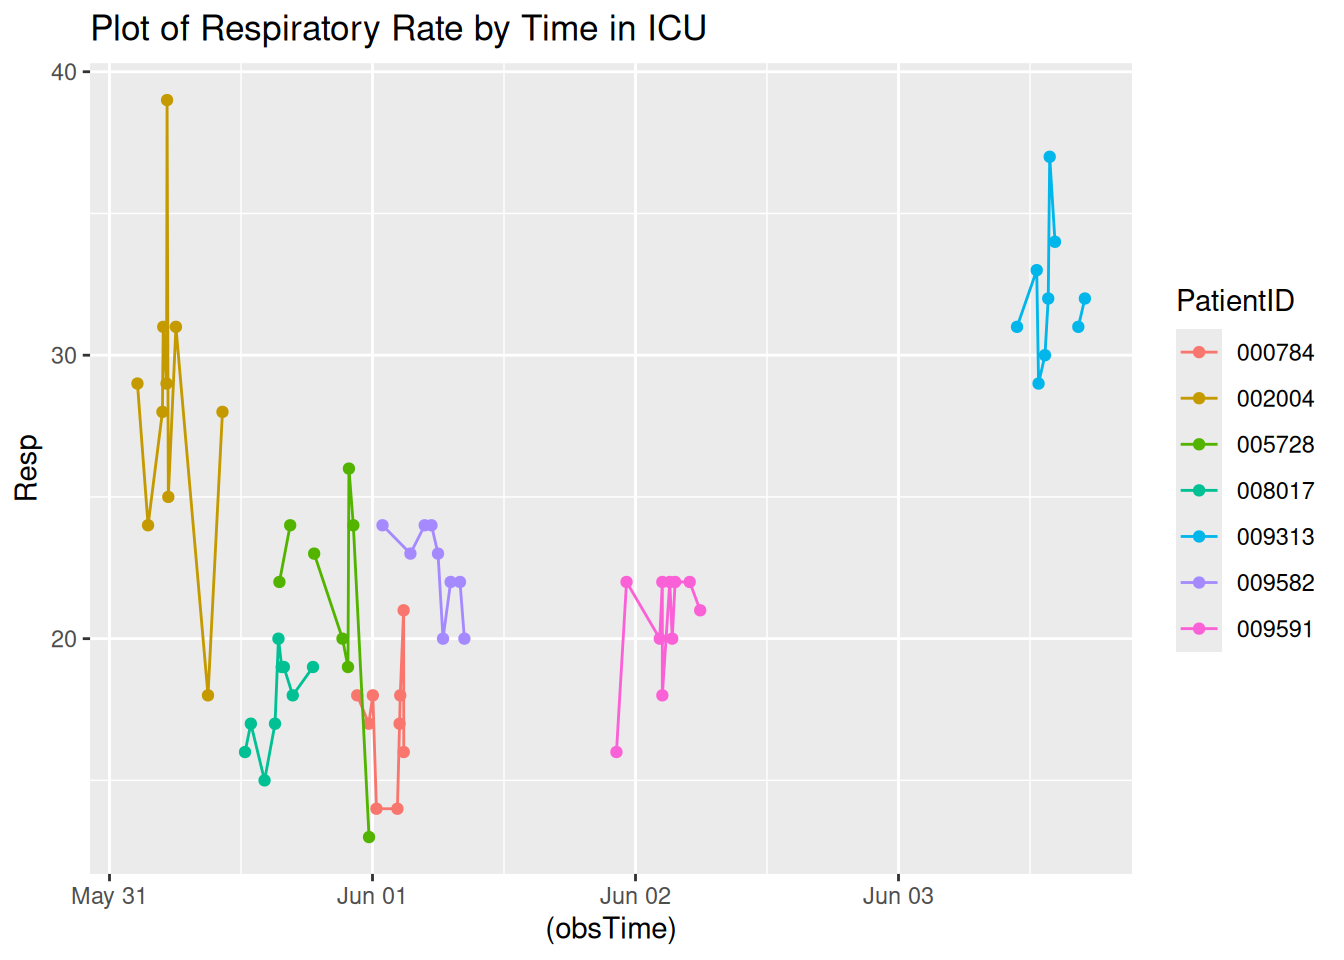 Plot of Respiratory Rate by Time in ICU
40
30
20
Resp
May 31
Jun 01
Jun 02
Jun 03
(obsTime)
PatientID
000784
002004
005728
008017
009313
009582
009591